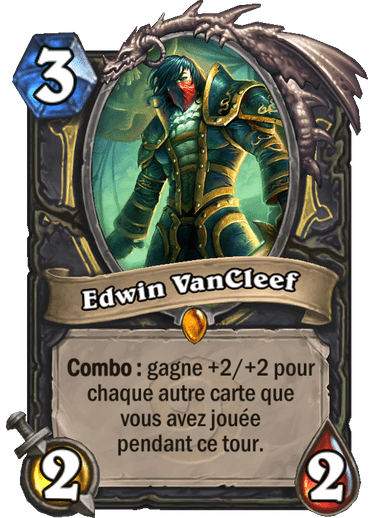 3
Edwin VanCleef
Combo : gagne +2/+2 pour
chaque autre carte que
vous avez jouée
pendant ce tour.
2
2